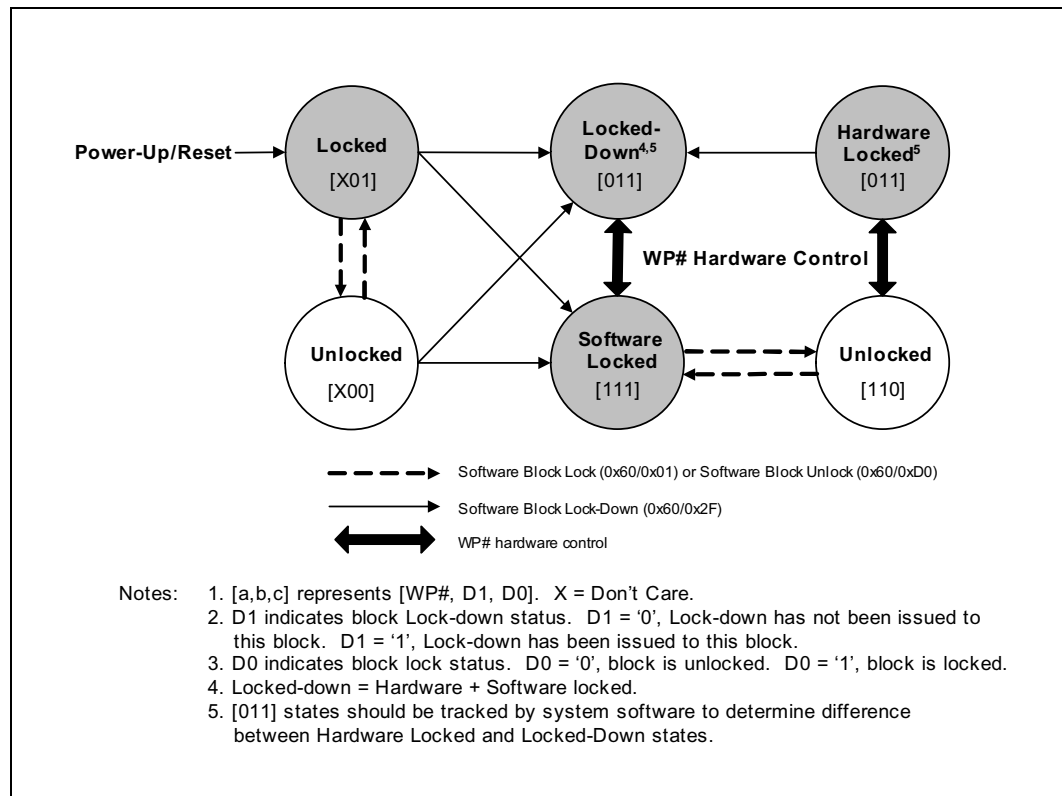 Power-Up/Reset
Locked
[X01]
Locked-
Down4,5
[011]
Hardware
Locked5
[011]
WP# Hardware Control
Unlocked
[X00]
Software
Locked
[111]
Unlocked
[110]
Software Block Lock (0x60/0x01) or Software Block Unlock (0x60/0xD0)
Software Block Lock-Down (0x60/0x2F)
WP# hardware control
Notes: 1. [a,b,c] represents [WP#, D1, D0]. X = Don't Care.
2. D1 indicates block Lock-down status. D1 = ‘0’, Lock-down has not been issued to
this block. D1 = ‘1’, Lock-down has been issued to this block.
3. D0 indicates block lock status. D0 = ‘0’, block is unlocked. D0 = ‘1’, block is locked.
4. Locked-down = Hardware + Software locked.
5. [011] states should be tracked by system software to determine difference
between Hardware Locked and Locked-Down states.